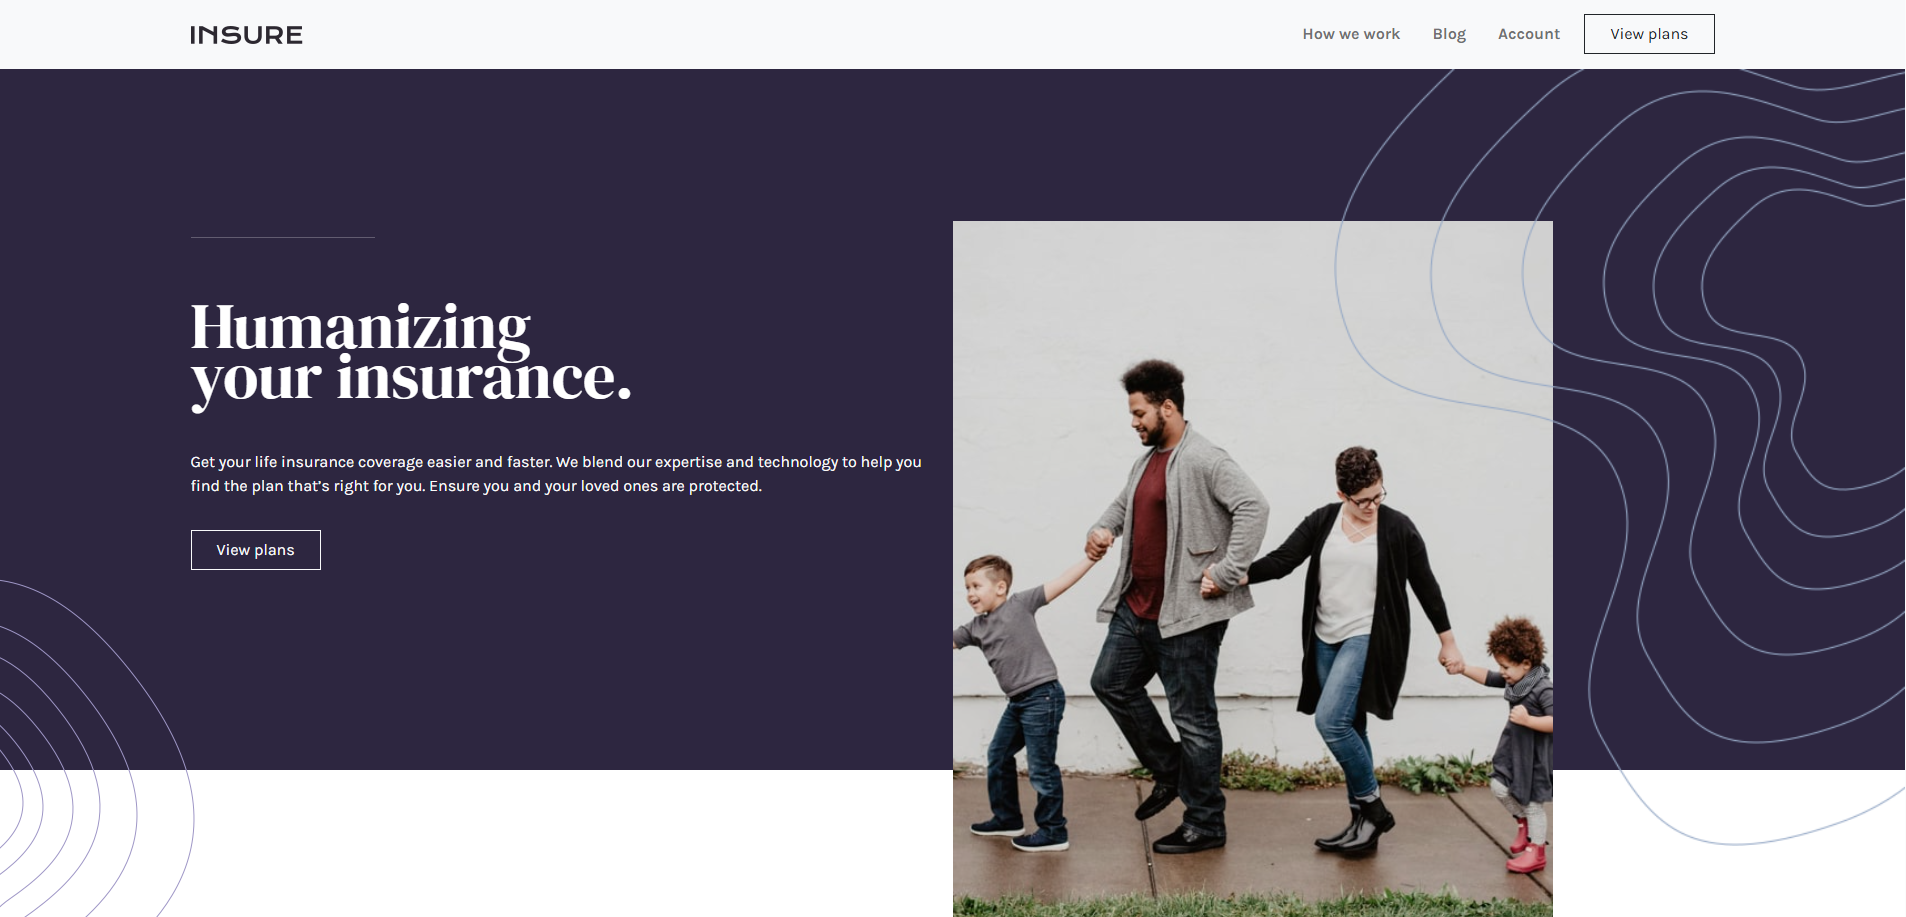 INSURE
How we work
Blog
Account
View plans
Humanizing
your insurance.
Get your life insurance coverage easier and faster. We blend our expertise and technology to help you
find the plan that’s right for you. Ensure you and your loved ones are protected.
View plans